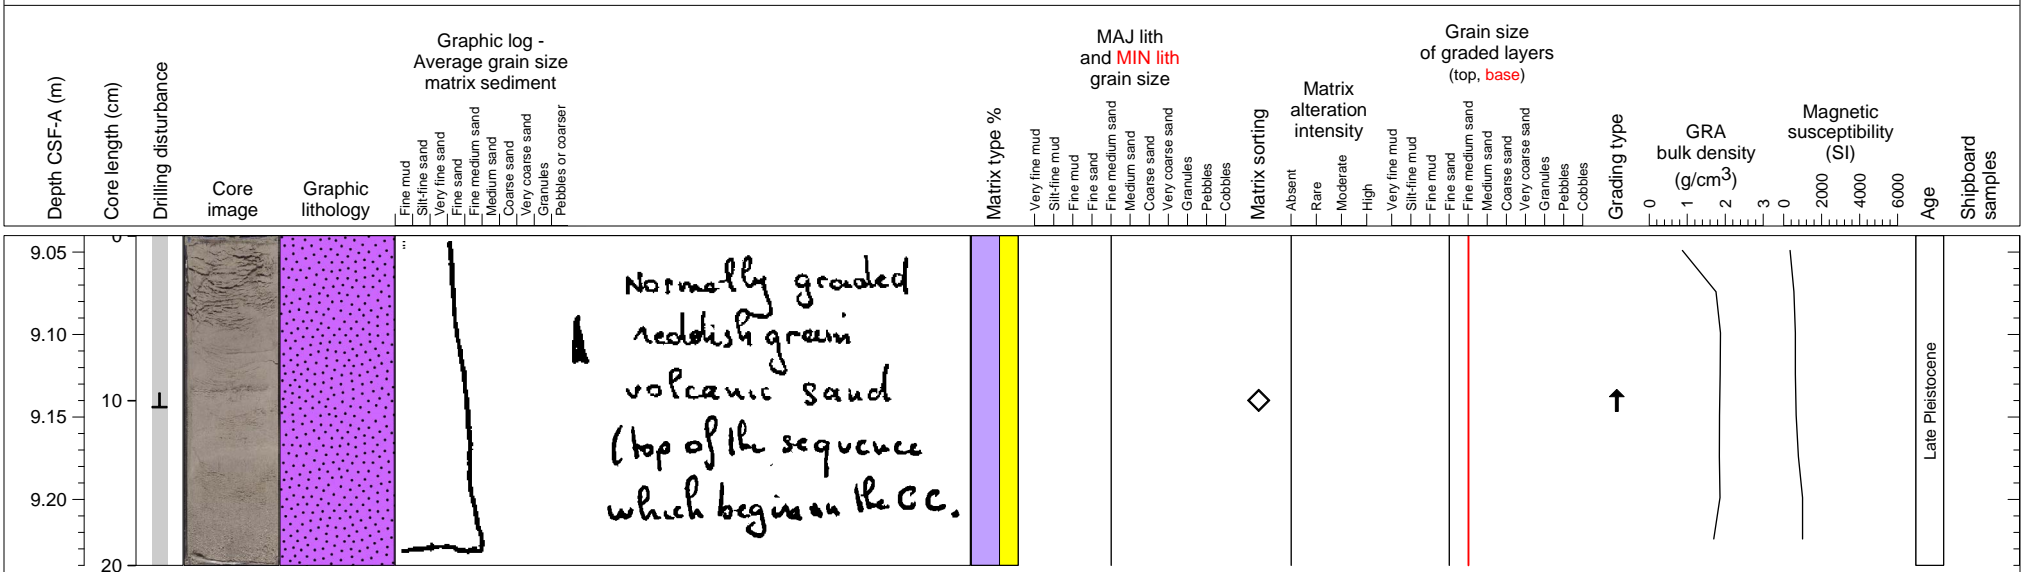 Depth CSF-A (m)
Core length (cm)
Drilling disturbance
Core
image
Graphic
lithology
Graphic log -
Average grain size
matrix sediment
Fine mud
Silt-fine sand
Very fine sand
Fine sand
Fine medium sand
Medium sand
Coarse sand
Very coarse sand
Granules
Pebbles or coarser
Matrix type %
MAJ lith
and MIN lith
grain size
Very fine mud
Silt-fine mud
Fine mud
Fine sand
Fine medium sand
Medium sand
Coarse sand
Very coarse sand
Granules
Pebbles
Cobbles
Matrix sorting
Matrix
alteration
intensity
Absent
Rare
Moderate
High
Grain size
of graded layers
(top, base)
Very fine mud
Silt-fine mud
Fine mud
Fine sand
Fine medium sand
Medium sand
Coarse sand
Very coarse sand
Granules
Pebbles
Cobbles
Grading type
GRA
bulk density
(g/cm3)
0 1 2 3
Magnetic
susceptibility
(SI)
0 2000 4000 6000
Age
Shipboard
samples
9.05
9.10
9.15
9.20
0
10
20
Normally graded
reddish green
volcanic sand
(top of the sequence
which begins in the CC.
Late Pleistocene